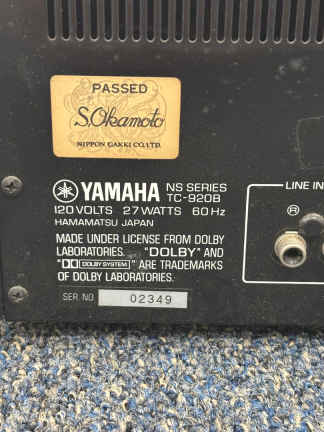 PASSED
S.Okamoto
NIPPON GAKKI CO.LTD.
YAMAHA NS SERIES
TC-920B
120 VOLTS 27 WATTS 60 Hz
HAMAMATSU JAPAN
MADE UNDER LICENSE FROM DOLBY
LABORATORIES. "DOLBY" AND
"DOLBY SYSTEM" ARE TRADEMARKS
OF DOLBY LABORATORIES.
SER. NO 02349
LINE IN
R